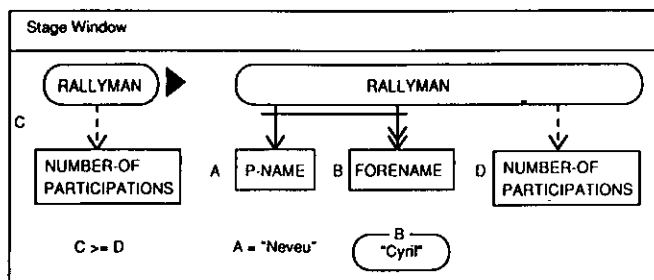 Stage Window
RALLYMAN
RALLYMAN
C
NUMBER-OF
PARTICIPATIONS
A
P-NAME
B
FORENAME
D
NUMBER-OF
PARTICIPATIONS
C >= D
A = "Neveu"
B
"Cyril"